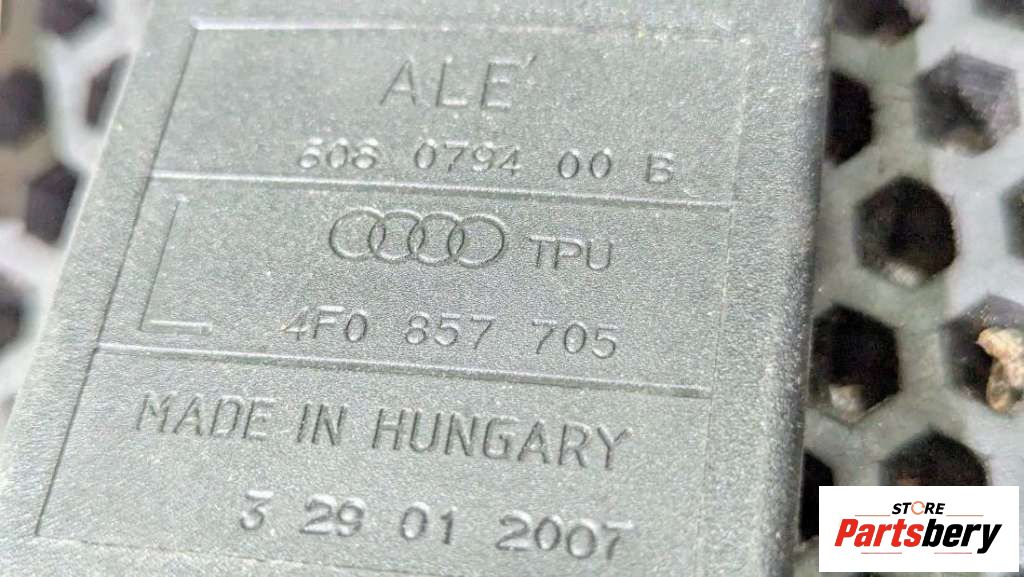 ALE´
608 0794 00 B
TPU
L
4F0 857 705
MADE IN HUNGARY
3 29 01 2007
STORE
Partsbery